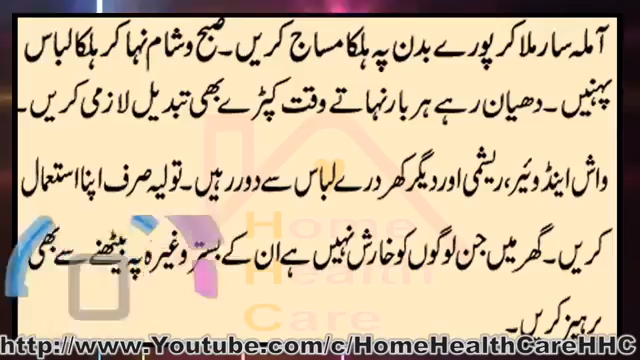 آملہ سار ملا کر پورے بدن پہ ہلکا مساج کریں۔ صبح و شام نہا کر ہلکا لباس
پہنیں۔ دھیان رہے ہر بار نہاتے وقت کپڑے بھی تبدیل لازمی کریں۔
واش اینڈ وئیر، ریشمی اور دیگر کھردرے لباس سے دور رہیں۔ تولیہ صرف اپنا استعمال
کریں۔ گھر میں جن لوگوں کو خارش نہیں ہے ان کے بستر وغیرہ پہ بیٹھنے سے بھی
پرہیز کریں۔
Home
Health
Care
http://www.Youtube.com/c/HomeHealthCareHHC